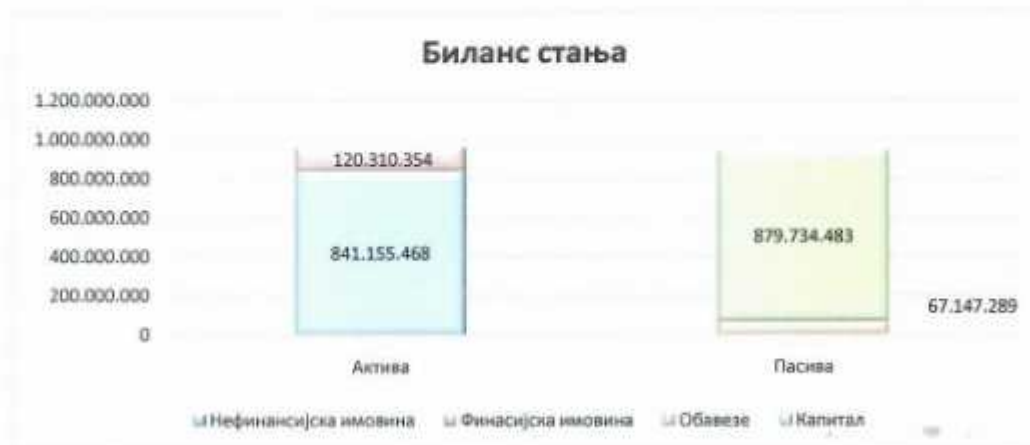 Биланс стања
1.200.000.000
1.000.000.000
800.000.000
600.000.000
400.000.000
200.000.000
0
120.310.354
841.155.468
879.734.483
67.147.289
Актива
Пасива
Нефинансијска имовина
Финасијска имовина
Обавезе
Капитал